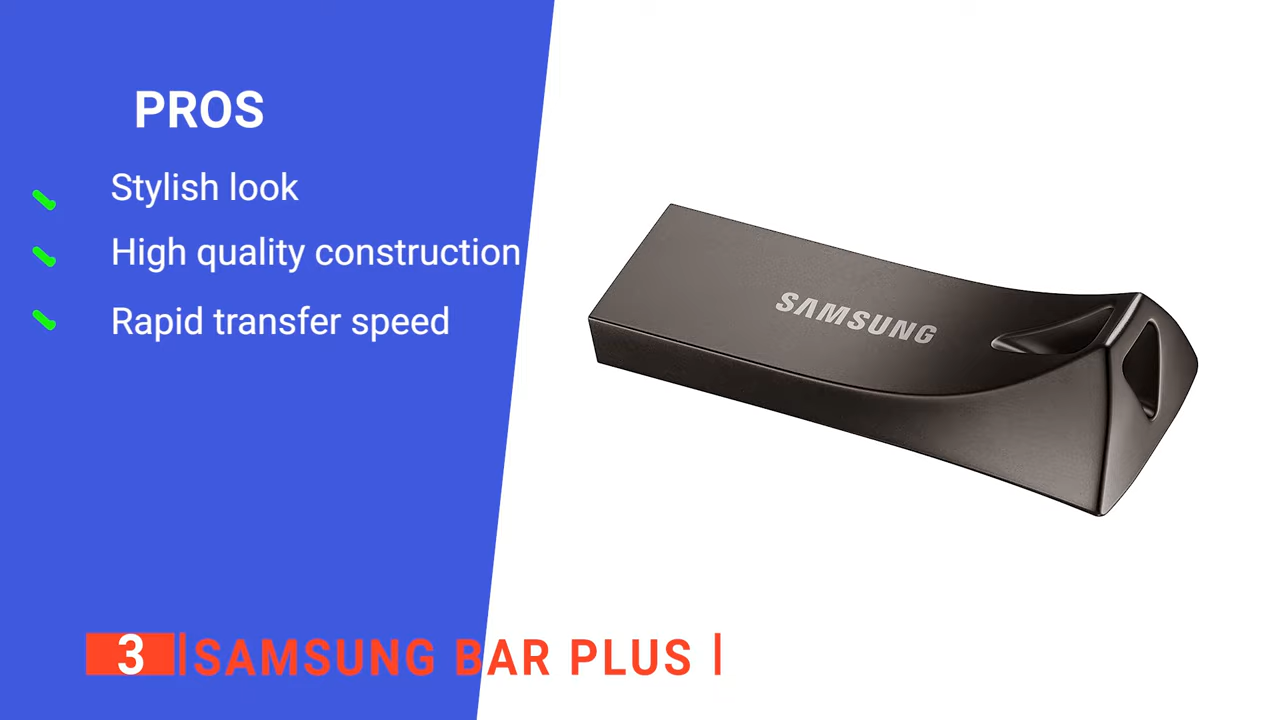 PROS
Stylish look
High quality construction
Rapid transfer speed
SAMSUNG
3 SAMSUNG BAR PLUS